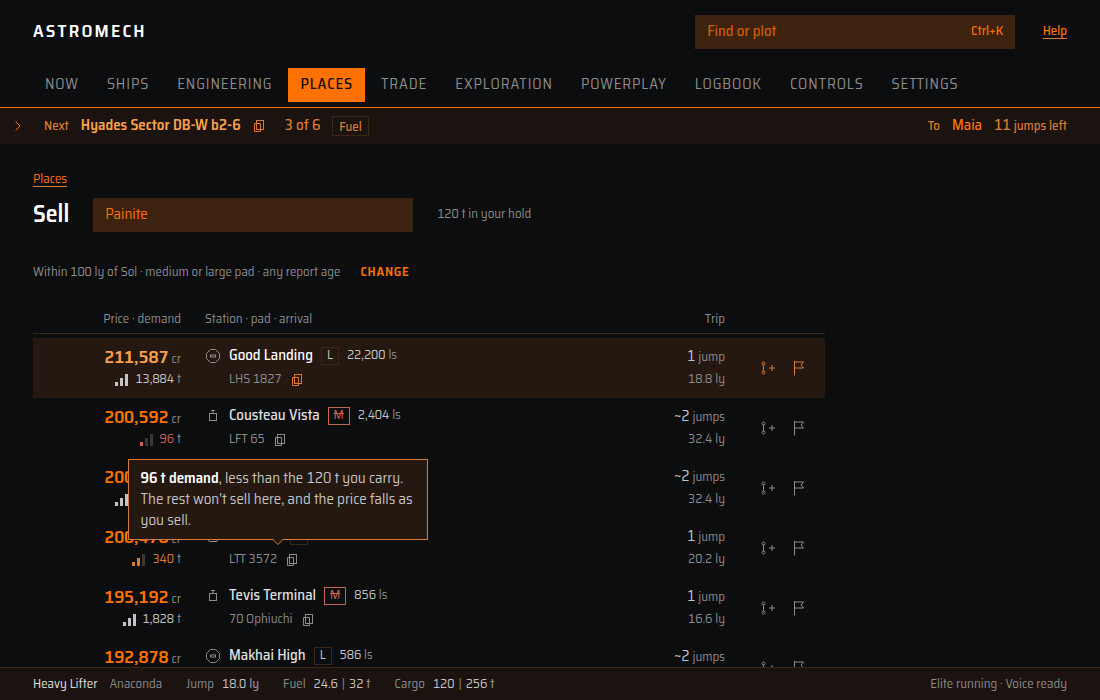 ASTROMECH
Find or plot Ctrl+K
Help
NOW SHIPS ENGINEERING PLACES TRADE EXPLORATION POWERPLAY LOGBOOK CONTROLS SETTINGS
Next Hyades Sector DB-W b2-6 3 of 6 Fuel To Maia 11 jumps left
Places
Sell Painite 120 t in your hold
Within 100 ly of Sol · medium or large pad · any report age CHANGE
Price · demand Station · pad · arrival Trip
211,587 cr Good Landing L 22,200 ls 1 jump
13,884 t LHS 1827 18.8 ly
200,592 cr Cousteau Vista M 2,404 ls ~2 jumps
96 t LFT 65 32.4 ly
~2 jumps
32.4 ly
96 t demand, less than the 120 t you carry.
The rest won't sell here, and the price falls as
you sell.
1 jump
340 t LTT 3572 20.2 ly
195,192 cr Tevis Terminal M 856 ls 1 jump
1,828 t 70 Ophiuchi 16.6 ly
192,878 cr Makhai High L 586 ls ~2 jumps
Heavy Lifter Anaconda Jump 18.0 ly Fuel 24.6 | 32 t Cargo 120 | 256 t Elite running · Voice ready